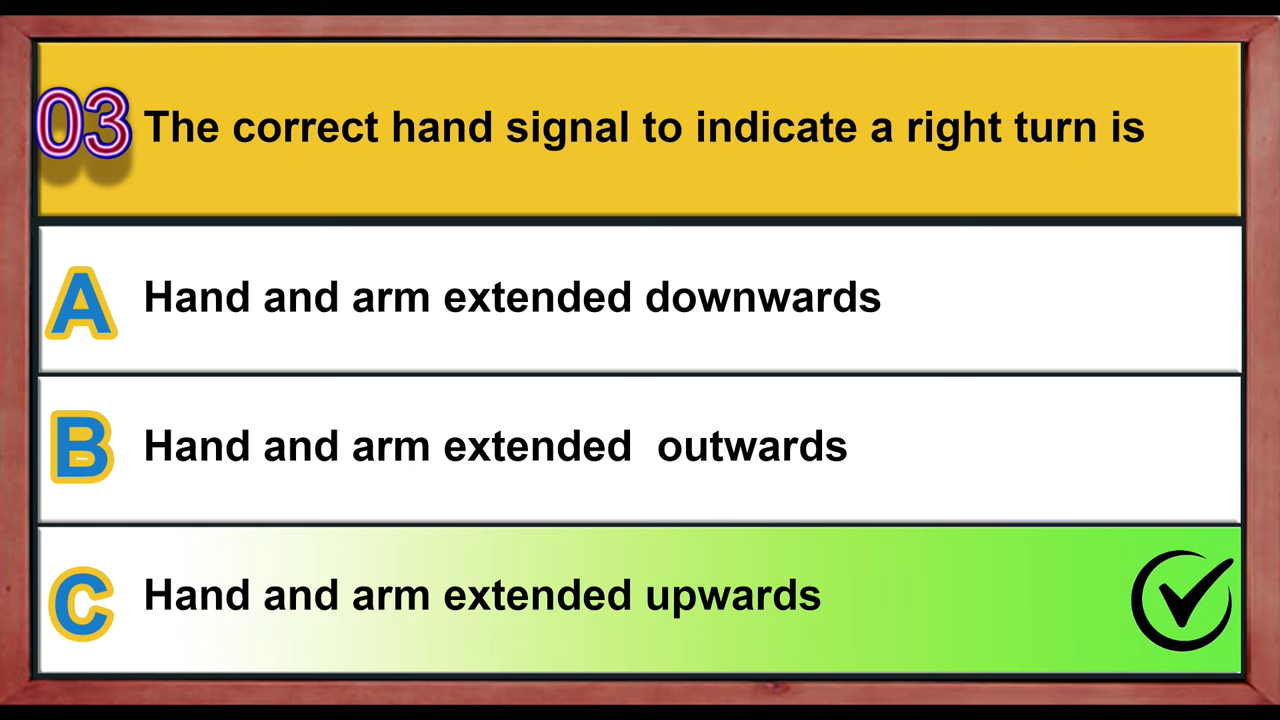 03 The correct hand signal to indicate a right turn is
A Hand and arm extended downwards
B Hand and arm extended outwards
C Hand and arm extended upwards